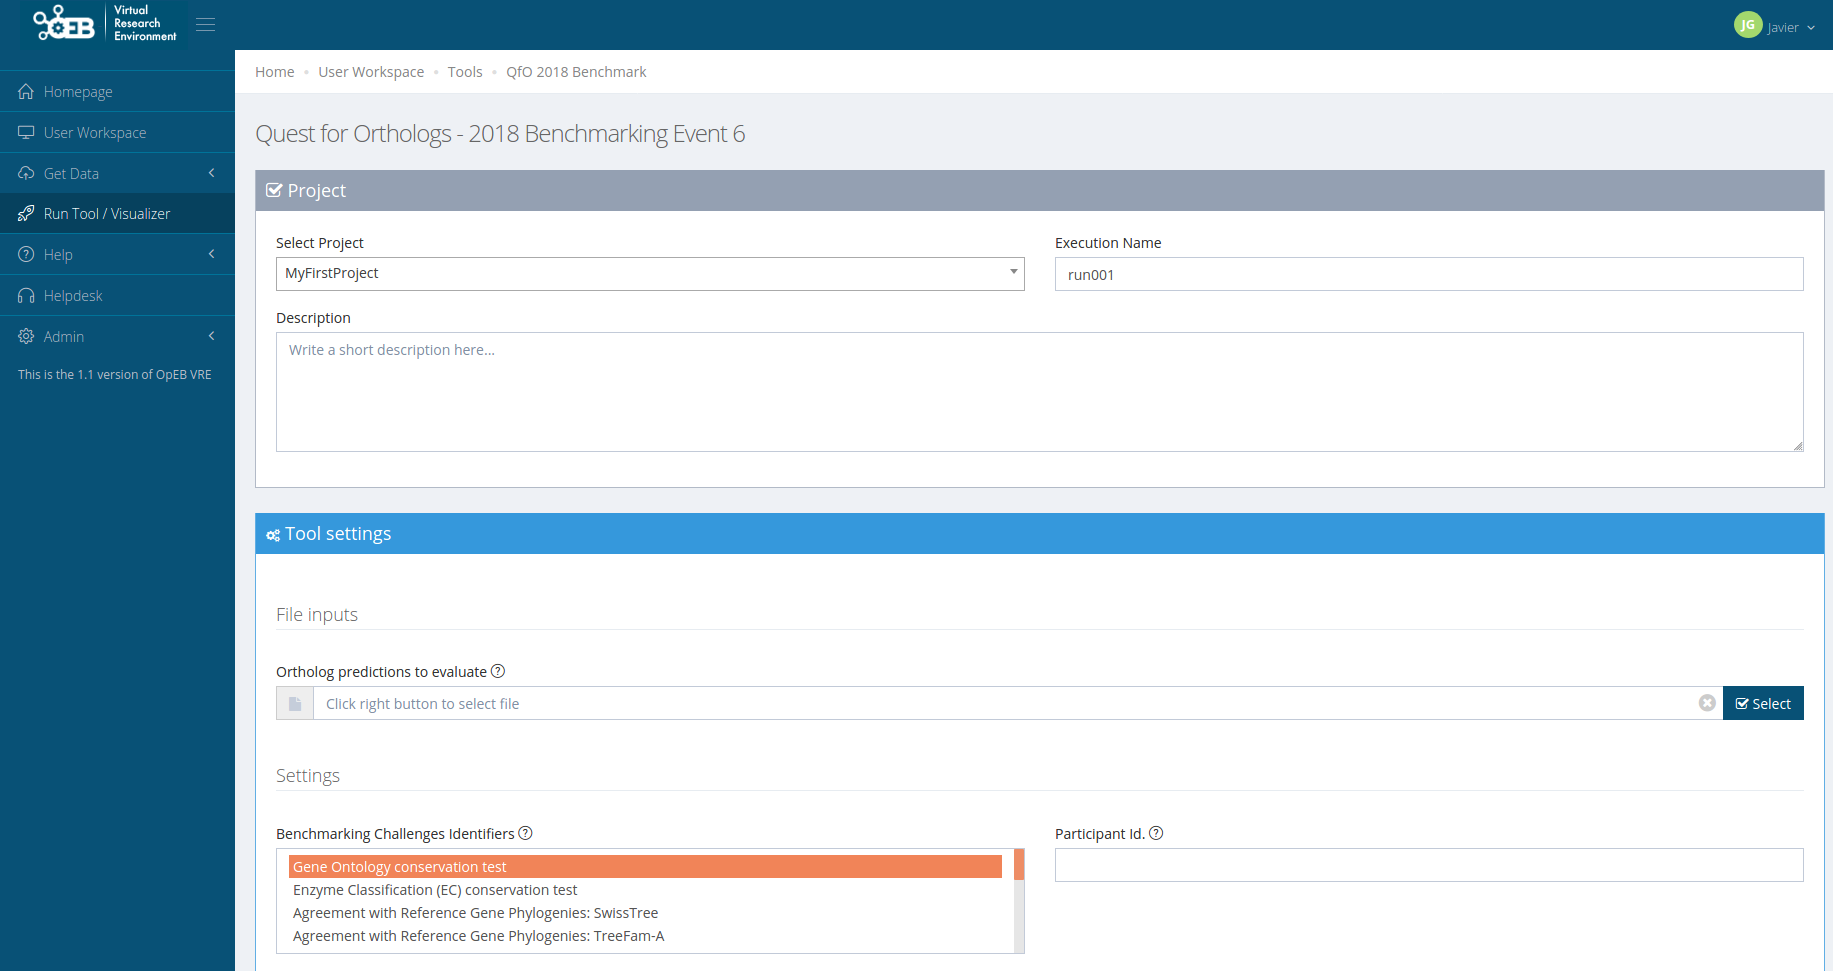 OpEB
Virtual
Research
Environment
JG
Javier
Homepage
User Workspace
Get Data
Run Tool / Visualizer
Help
Helpdesk
Admin
This is the 1.1 version of OpEB VRE
Home • User Workspace • Tools • QfO 2018 Benchmark
Quest for Orthologs - 2018 Benchmarking Event 6
Project
Select Project
MyFirstProject
Execution Name
run001
Description
Write a short description here...
Tool settings
File inputs
Ortholog predictions to evaluate ?
Click right button to select file
Select
Settings
Benchmarking Challenges Identifiers ?
Gene Ontology conservation test
Enzyme Classification (EC) conservation test
Agreement with Reference Gene Phylogenies: SwissTree
Agreement with Reference Gene Phylogenies: TreeFam-A
Participant Id. ?